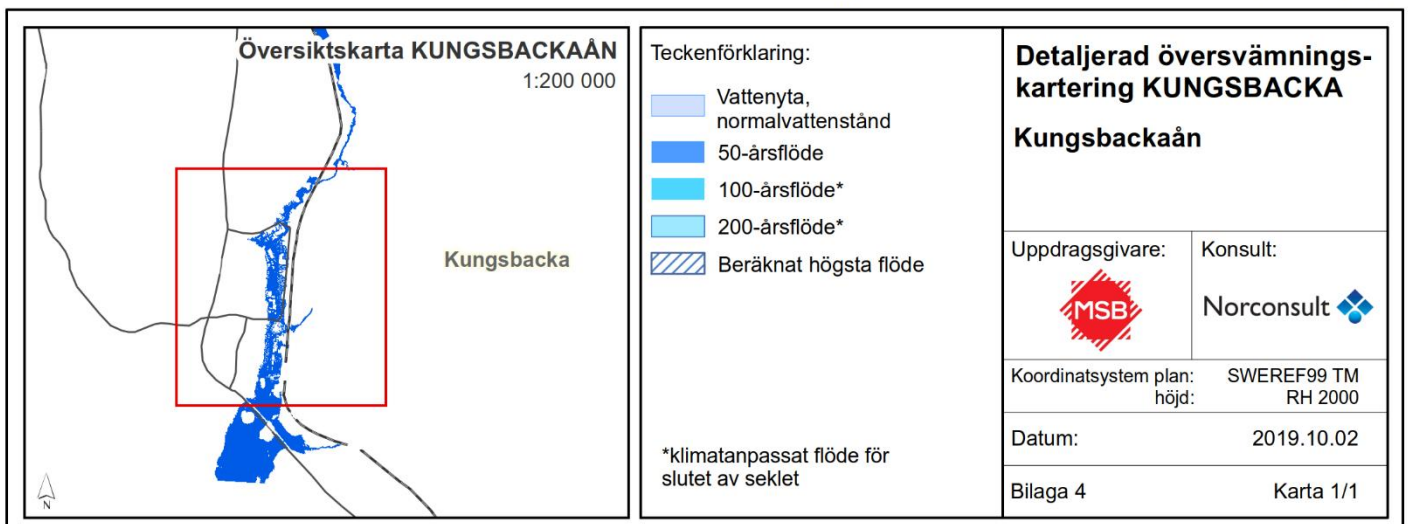 Översiktskarta KUNGSBACKAÅN
1:200 000
Kungsbacka
N
Teckenförklaring:
Vattenyta,
normalvattenstånd
50-årsflöde
100-årsflöde*
200-årsflöde*
Beräknat högsta flöde
*klimatanpassat flöde för
slutet av seklet
Detaljerad översvämnings-
kartering KUNGSBACKA
Kungsbackaån
Uppdragsgivare:
MSB
Konsult:
Norconsult
Koordinatsystem plan: SWEREF99 TM
höjd: RH 2000
Datum: 2019.10.02
Bilaga 4 Karta 1/1